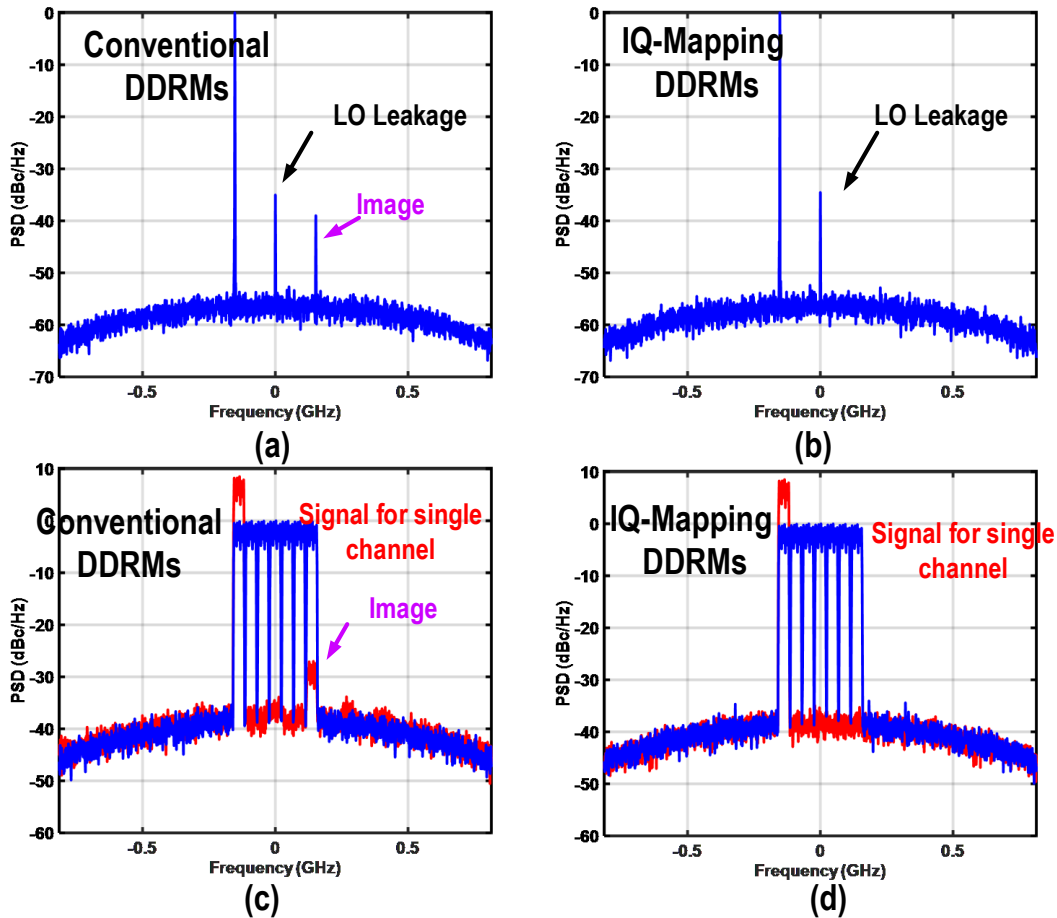 Conventional
DDRMs
LO Leakage
Image
PSD (dBc/Hz)
0
-10
-20
-30
-40
-50
-60
-70
-0.5
0
0.5
Frequency (GHz)
(a)
IQ-Mapping
DDRMs
LO Leakage
PSD (dBc/Hz)
0
-10
-20
-30
-40
-50
-60
-70
-0.5
0
0.5
Frequency (GHz)
(b)
Conventional
DDRMs
Signal for single
channel
Image
PSD (dBc/Hz)
10
0
-10
-20
-30
-40
-50
-60
-0.5
0
0.5
Frequency (GHz)
(c)
IQ-Mapping
DDRMs
Signal for single
channel
PSD (dBc/Hz)
10
0
-10
-20
-30
-40
-50
-60
-0.5
0
0.5
Frequency (GHz)
(d)